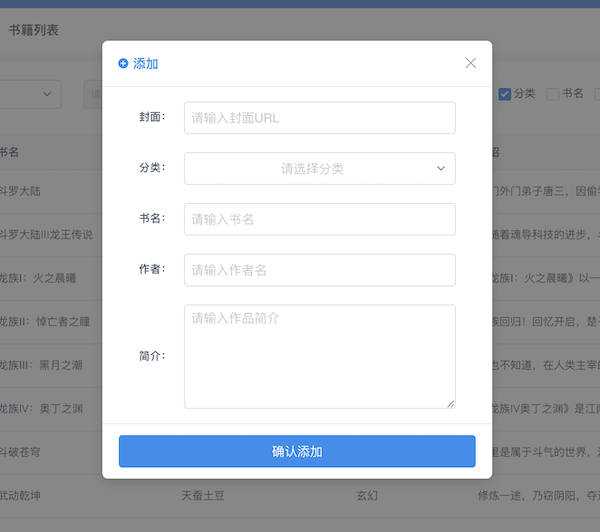 书籍列表
添加
分类
书名
封面：
请输入封面URL
分类：
请选择分类
书名：
请输入书名
作者：
请输入作者名
简介：
请输入作品简介
确认添加
书名
斗罗大陆
门外门弟子唐三，因偷
斗罗大陆III龙王传说
随着魂导科技的进步，
龙族I：火之晨曦
龙族I：火之晨曦》以一
龙族II：悼亡者之瞳
族回归！回忆开启，楚子
龙族III：黑月之潮
也不知道，在人类主宰的
龙族IV：奥丁之渊
龙族IV奥丁之渊》是江南
斗破苍穹
里是属于斗气的世界，
武动乾坤
天蚕土豆
玄幻
修炼一途，乃窃阴阳，夺